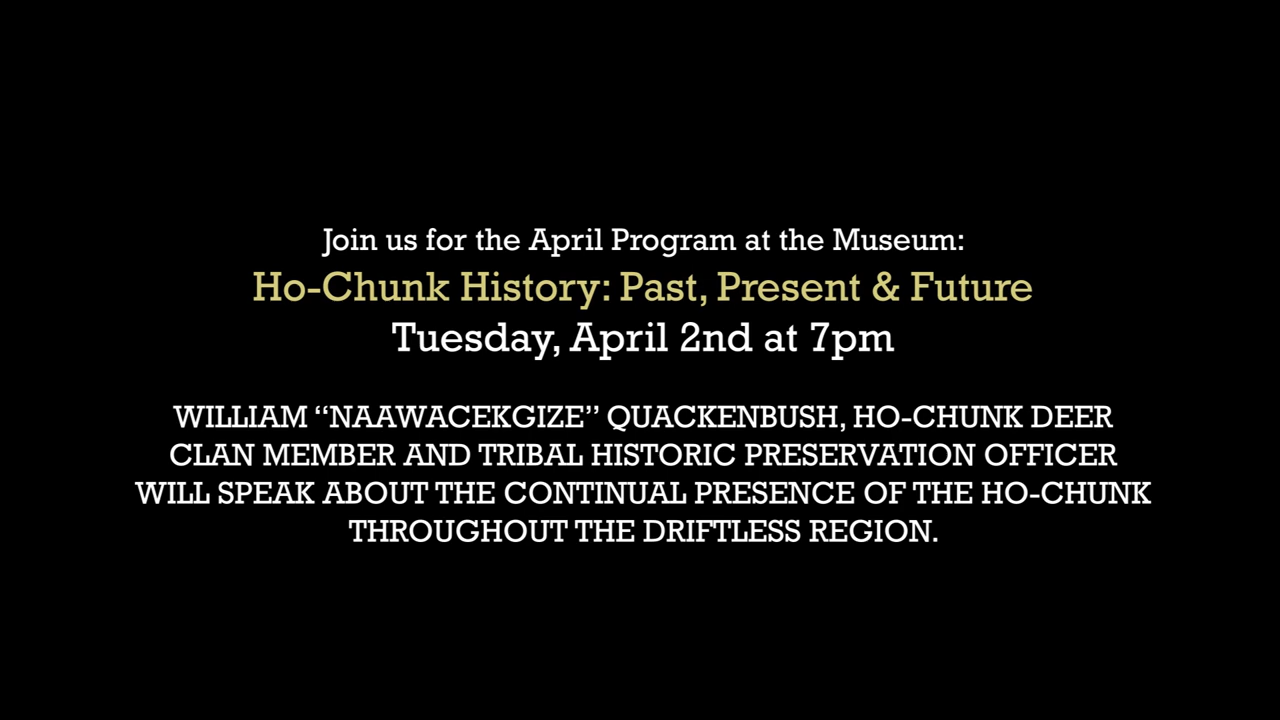 Join us for the April Program at the Museum:
Ho-Chunk History: Past, Present & Future
Tuesday, April 2nd at 7pm
WILLIAM “NAAWACEKGIZE” QUACKENBUSH, HO-CHUNK DEER
CLAN MEMBER AND TRIBAL HISTORIC PRESERVATION OFFICER
WILL SPEAK ABOUT THE CONTINUAL PRESENCE OF THE HO-CHUNK
THROUGHOUT THE DRIFTLESS REGION.